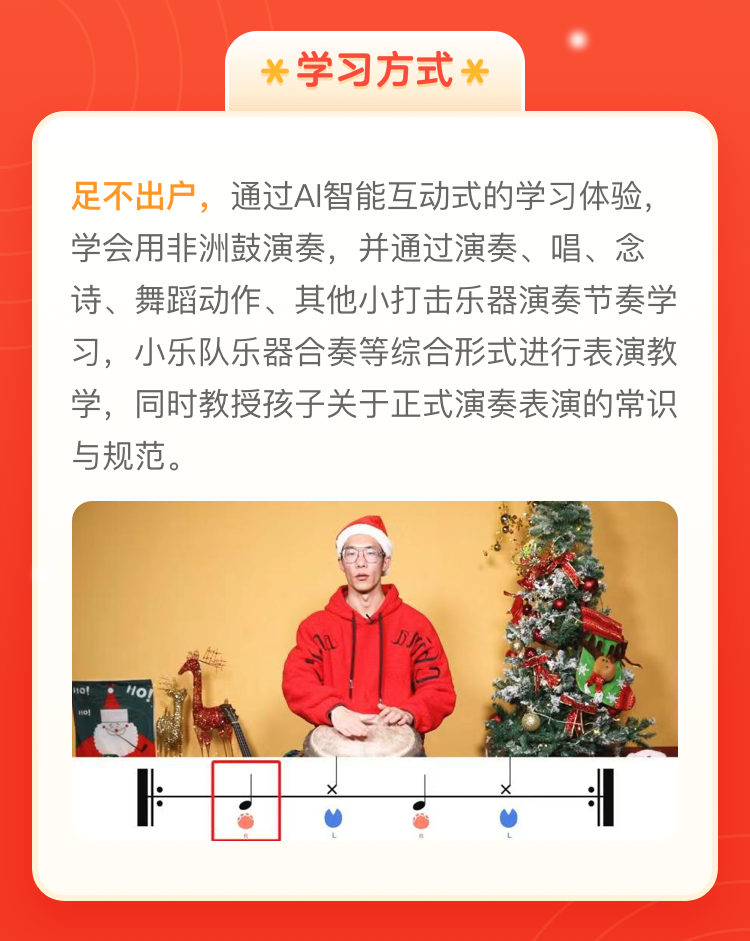 学习方式
足不出户，通过AI智能互动式的学习体验，
学会用非洲鼓演奏，并通过演奏、唱、念
诗、舞蹈动作、其他小打击乐器演奏节奏学
习，小乐队乐器合奏等综合形式进行表演教
学，同时教授孩子关于正式演奏表演的常识
与规范。
HO!
HO!
HO!
R
L
R
L